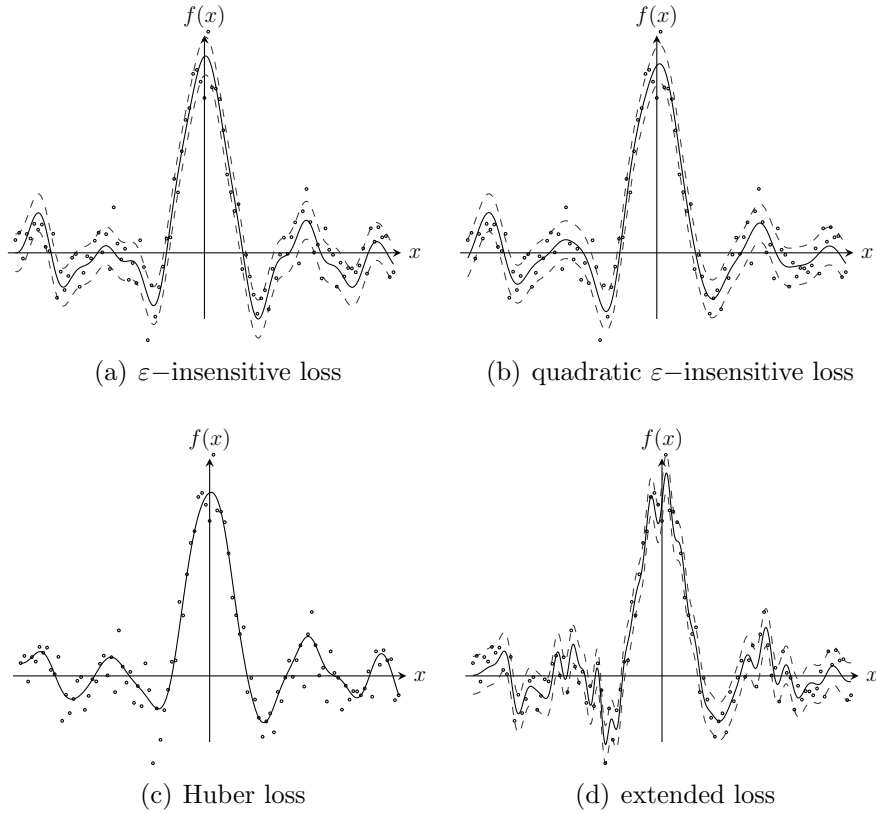 f(x)
f(x)
x
x
(a) ε−insensitive loss
(b) quadratic ε−insensitive loss
f(x)
f(x)
x
x
(c) Huber loss
(d) extended loss